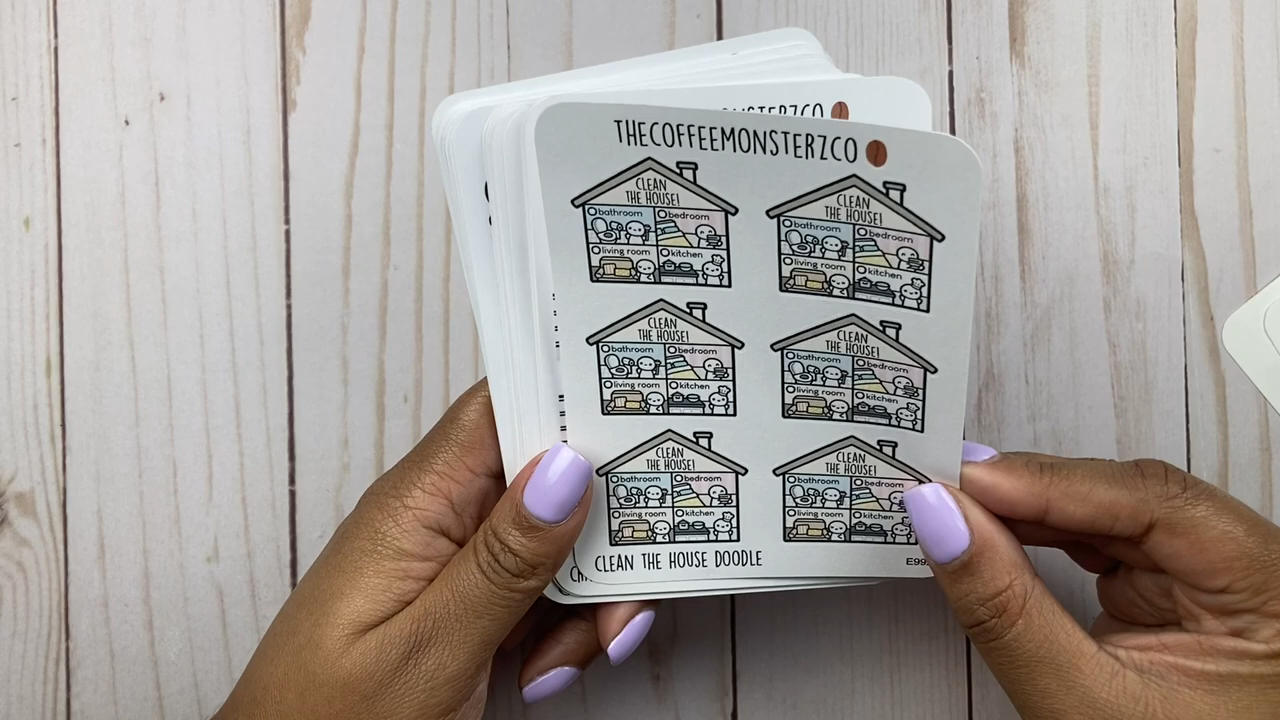 NSTERZCO
THECOFFEEMONSTERZCO
CLEAN
THE HOUSE!
bathroom
bedroom
living room
kitchen
CLEAN
THE HOUSE!
bathroom
bedroom
living room
kitchen
CLEAN
THE HOUSE!
bathroom
bedroom
living room
kitchen
CLEAN
THE HOUSE!
bathroom
bedroom
living room
kitchen
CLEAN
THE HOUSE!
bathroom
bedroom
living room
kitchen
CLEAN
THE HOUSE!
bathroom
bedroom
living room
kitchen
CLEAN THE HOUSE DOODLE